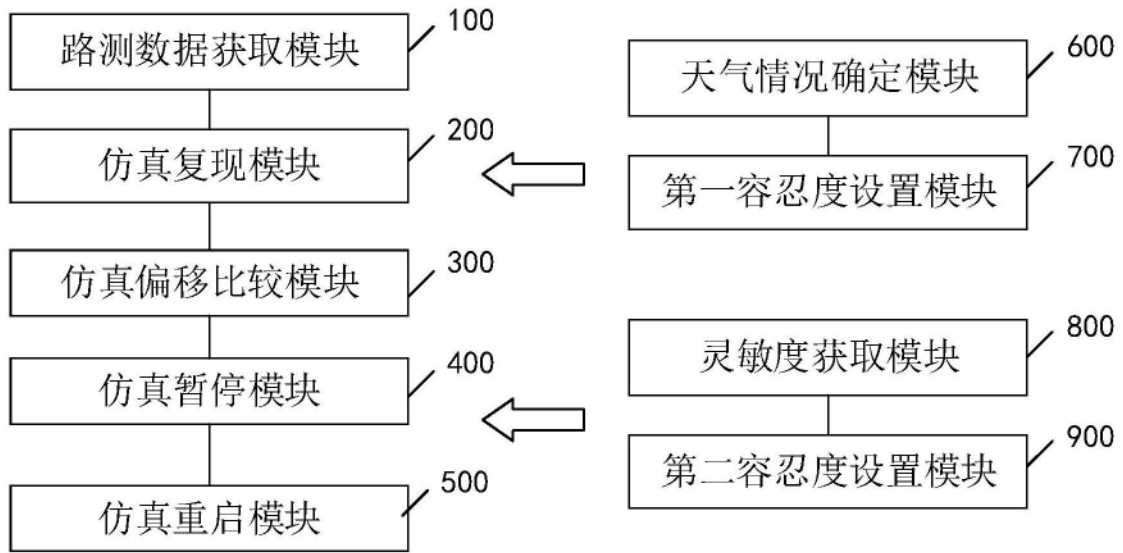 路测数据获取模块
100
仿真复现模块
200
仿真偏移比较模块
300
仿真暂停模块
400
仿真重启模块
500
天气情况确定模块
600
第一容忍度设置模块
700
灵敏度获取模块
800
第二容忍度设置模块
900